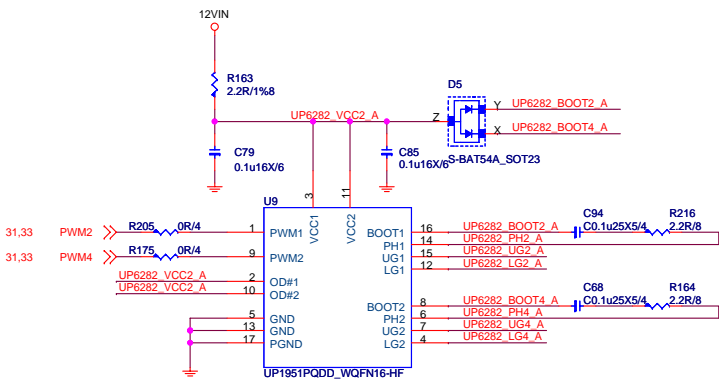 12VIN
R163
2.2R/1%8
D5
UP6282_VCC2_A
Z
Y
UP6282_BOOT2_A
X
UP6282_BOOT4_A
S-BAT54A_SOT23
C79
0.1u16X/6
C85
0.1u16X/6
U9
3
11
VCC1
VCC2
31,33
PWM2
R205
0R/4
1
PWM1
31,33
PWM4
R175
0R/4
9
PWM2
UP6282_VCC2_A
2
OD#1
UP6282_VCC2_A
10
OD#2
5
GND
13
GND
17
PGND
BOOT1
16
UP6282_BOOT2_A
C94
C0.1u25X5/4
R216
2.2R/8
PH1
14
UP6282_PH2_A
UG1
15
UP6282_UG2_A
LG1
12
UP6282_LG2_A
BOOT2
8
UP6282_BOOT4_A
C68
C0.1u25X5/4
R164
2.2R/8
PH2
6
UP6282_PH4_A
UG2
7
UP6282_UG4_A
LG2
4
UP6282_LG4_A
UP1951PQDD_WQFN16-HF